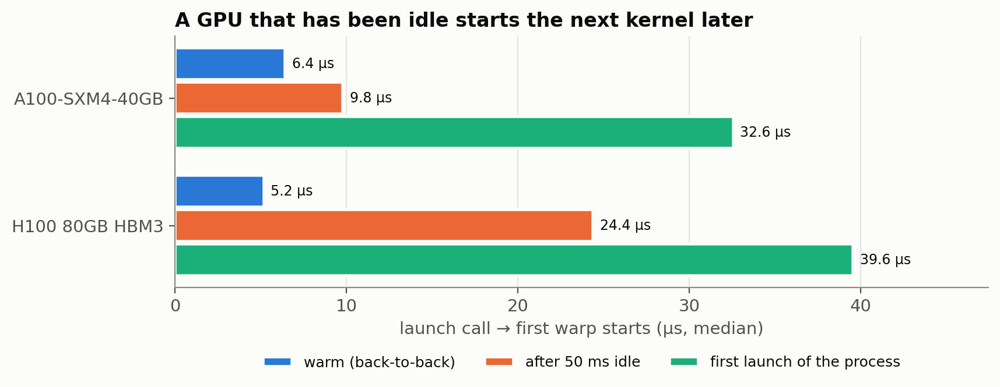 A GPU that has been idle starts the next kernel later
A100-SXM4-40GB
6.4 µs
9.8 µs
32.6 µs
H100 80GB HBM3
5.2 µs
24.4 µs
39.6 µs
0 10 20 30 40
launch call → first warp starts (µs, median)
warm (back-to-back) after 50 ms idle first launch of the process